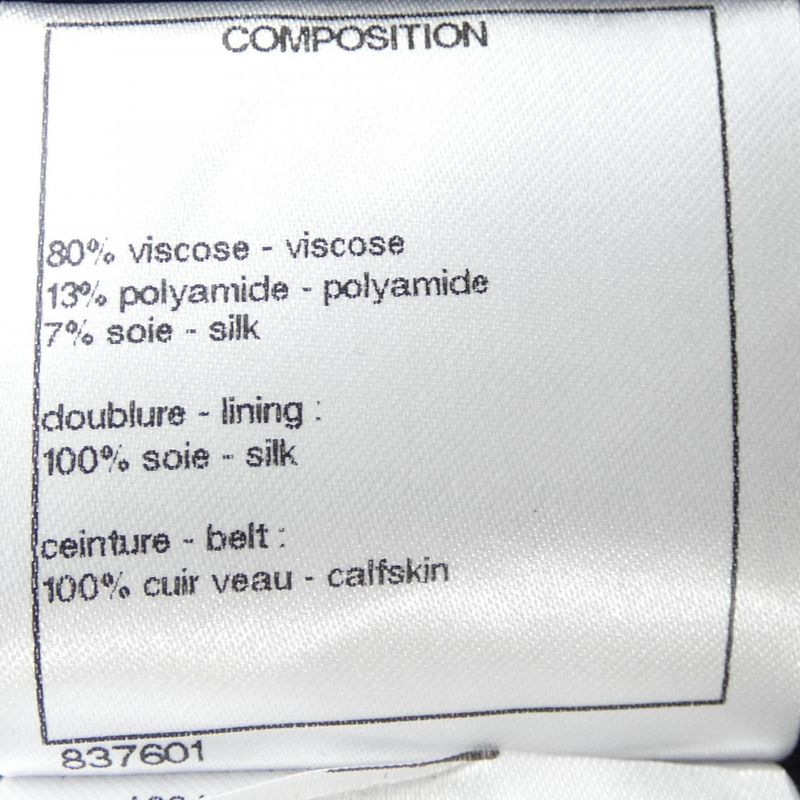 COMPOSITION
80% viscose - viscose
13% polyamide - polyamide
7% soie - silk
doublure - lining :
100% soie - silk
ceinture - belt :
100% cuir veau - calfskin
837601